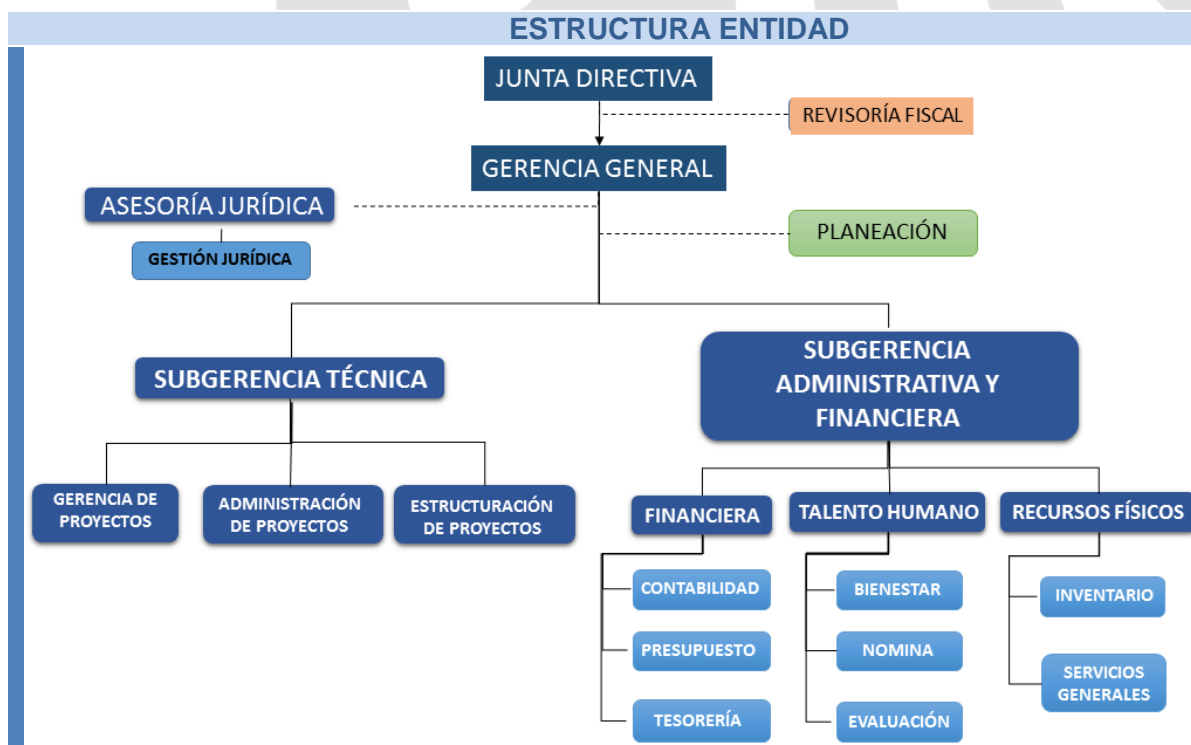 ESTRUCTURA ENTIDAD
JUNTA DIRECTIVA
REVISORÍA FISCAL
GERENCIA GENERAL
ASESORÍA JURÍDICA
GESTIÓN JURÍDICA
PLANEACIÓN
SUBGERENCIA TÉCNICA
SUBGERENCIA
ADMINISTRATIVA Y
FINANCIERA
GERENCIA DE
PROYECTOS
ADMINISTRACIÓN
DE PROYECTOS
ESTRUCTURACIÓN
DE PROYECTOS
FINANCIERA
TALENTO HUMANO
RECURSOS FÍSICOS
CONTABILIDAD
BIENESTAR
INVENTARIO
PRESUPUESTO
NOMINA
SERVICIOS
GENERALES
TESORERÍA
EVALUACIÓN